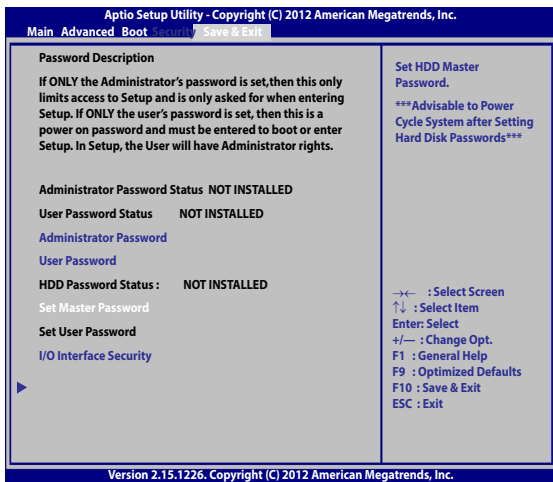 Aptio Setup Utility - Copyright (C) 2012 American Megatrends, Inc.
Main Advanced Boot Security Save & Exit
Password Description
If ONLY the Administrator's password is set,then this only
limits access to Setup and is only asked for when entering
Setup. If ONLY the user's password is set, then this is a
power on password and must be entered to boot or enter
Setup. In Setup, the User will have Administrator rights.
Administrator Password Status NOT INSTALLED
User Password Status NOT INSTALLED
Administrator Password
User Password
HDD Password Status : NOT INSTALLED
Set Master Password
Set User Password
I/O Interface Security
Set HDD Master
Password.
***Advisable to Power
Cycle System after Setting
Hard Disk Passwords***
→← : Select Screen
↑↓ : Select Item
Enter: Select
+/— : Change Opt.
F1 : General Help
F9 : Optimized Defaults
F10 : Save & Exit
ESC : Exit
Version 2.15.1226. Copyright (C) 2012 American Megatrends, Inc.